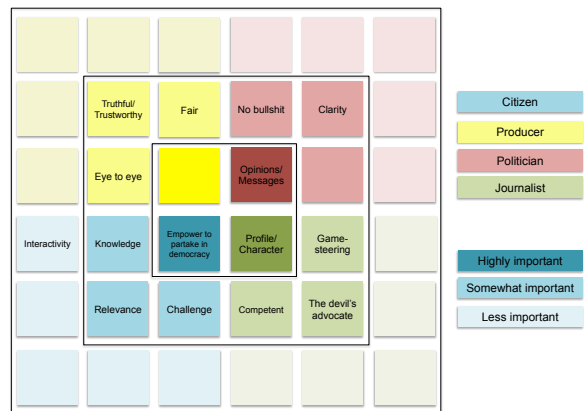 Truthful/
Trustworthy
Fair
No bullshit
Clarity
Eye to eye
Opinions/
Messages
Interactivity
Knowledge
Empower to
partake in
democracy
Profile/
Character
Game-
steering
Relevance
Challenge
Competent
The devil's
advocate
Citizen
Producer
Politician
Journalist
Highly important
Somewhat important
Less important